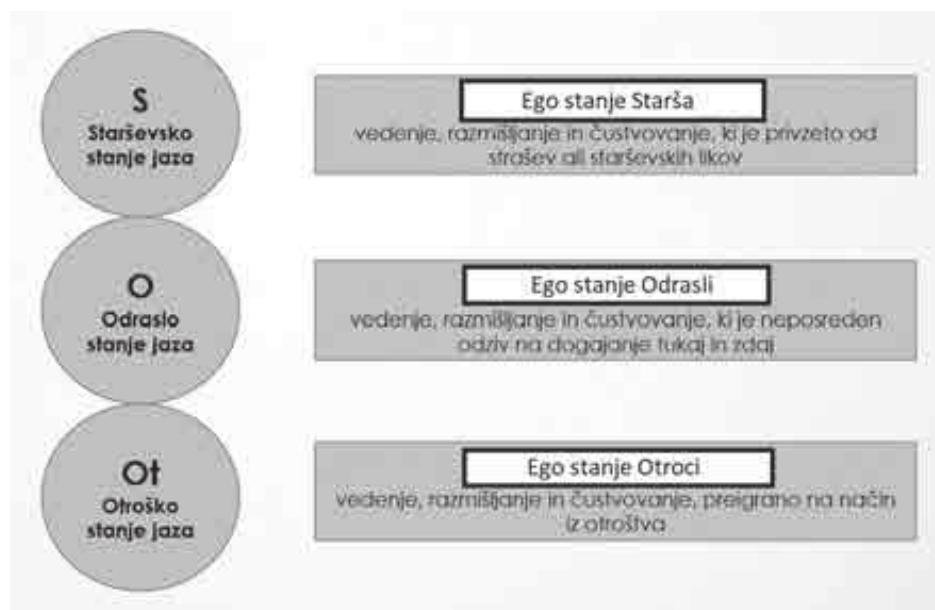 S
Starševsko
stanje jaza
Ego stanje Starša
vedenje, razmišljanje in čustvovanje, ki je privzeto od
strašev ali starševskih likov
O
Odraslo
stanje jaza
Ego stanje Odrasli
vedenje, razmišljanje in čustvovanje, ki je neposreden
odziv na dogajanje tukaj in zdaj
Ot
Otroško
stanje jaza
Ego stanje Otroci
vedenje, razmišljanje in čustvovanje, preigrano na način
iz otroštva